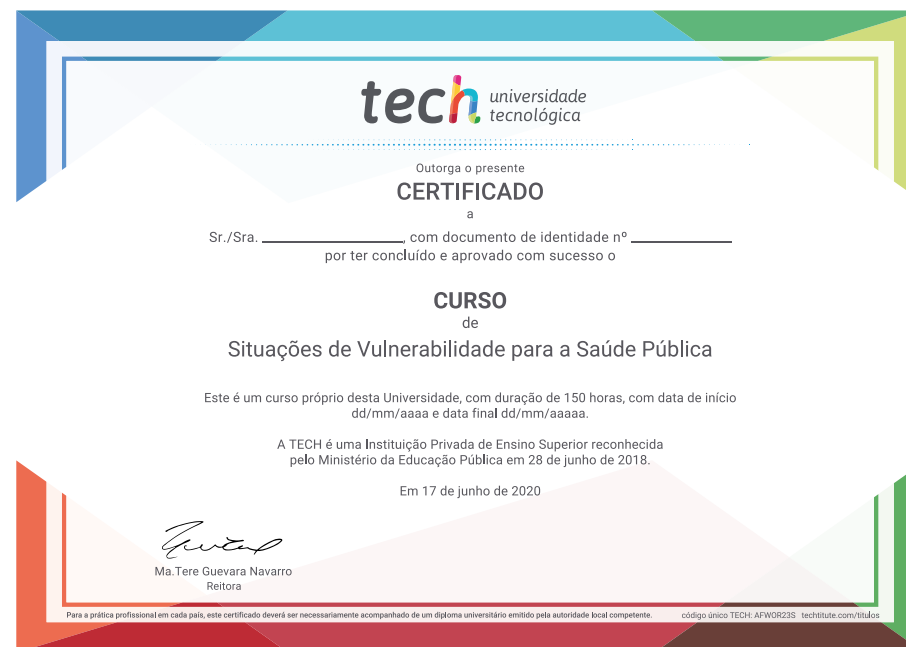 tech universidade
tecnológica
Outorga o presente
CERTIFICADO
a
Sr./Sra. ________________, com documento de identidade nº ____________
por ter concluído e aprovado com sucesso o
CURSO
de
Situações de Vulnerabilidade para a Saúde Pública
Este é um curso próprio desta Universidade, com duração de 150 horas, com data de início
dd/mm/aaaa e data final dd/mm/aaaaa.
A TECH é uma Instituição Privada de Ensino Superior reconhecida
pelo Ministério da Educação Pública em 28 de junho de 2018.
Em 17 de junho de 2020
Ma.Tere Guevara Navarro
Reitora
Para a prática profissional em cada país, este certificado deverá ser necessariamente acompanhado de um diploma universitário emitido pela autoridade local competente. código único TECH: AFWOR23S techtitute.com/titulos